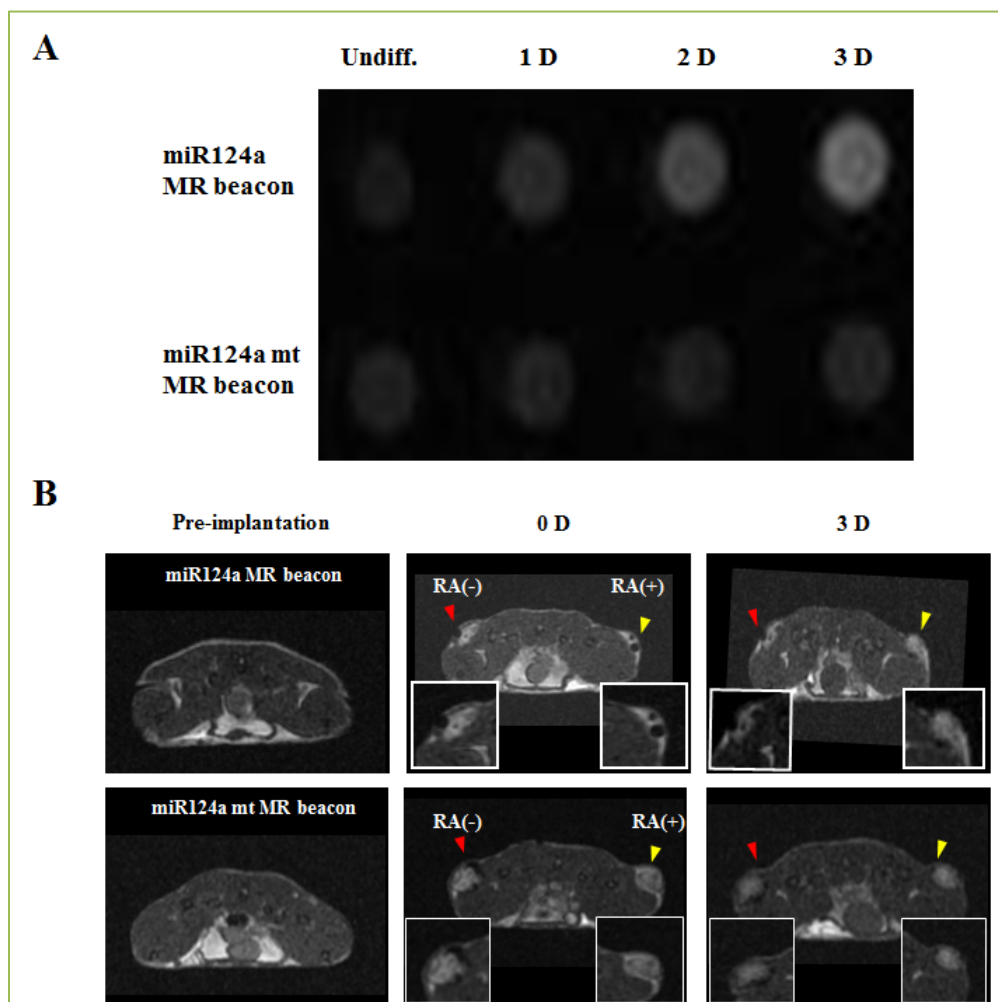 A
Undiff. 1 D 2 D 3 D
miR124a
MR beacon
miR124a mt
MR beacon
B
Pre-implantation 0 D 3 D
miR124a MR beacon
RA(-) RA(+)
miR124a mt MR beacon
RA(-) RA(+)